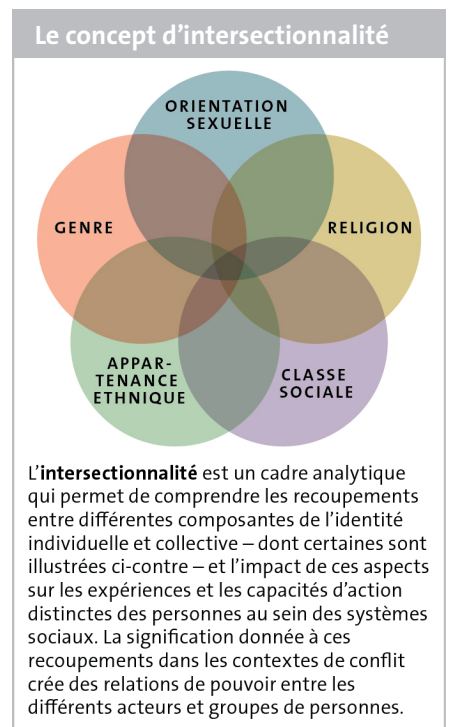 Le concept d’intersectionnalité
ORIENTATION
SEXUELLE
GENRE
RELIGION
APPAR-
TENANCE
ETHNIQUE
CLASSE
SOCIALE
L’intersectionnalité est un cadre analytique
qui permet de comprendre les recoupements
entre différentes composantes de l’identité
individuelle et collective – dont certaines sont
illustrées ci-contre – et l’impact de ces aspects
sur les expériences et les capacités d’action
distinctes des personnes au sein des systèmes
sociaux. La signification donnée à ces
recoupements dans les contextes de conflit
crée des relations de pouvoir entre les
différents acteurs et groupes de personnes.